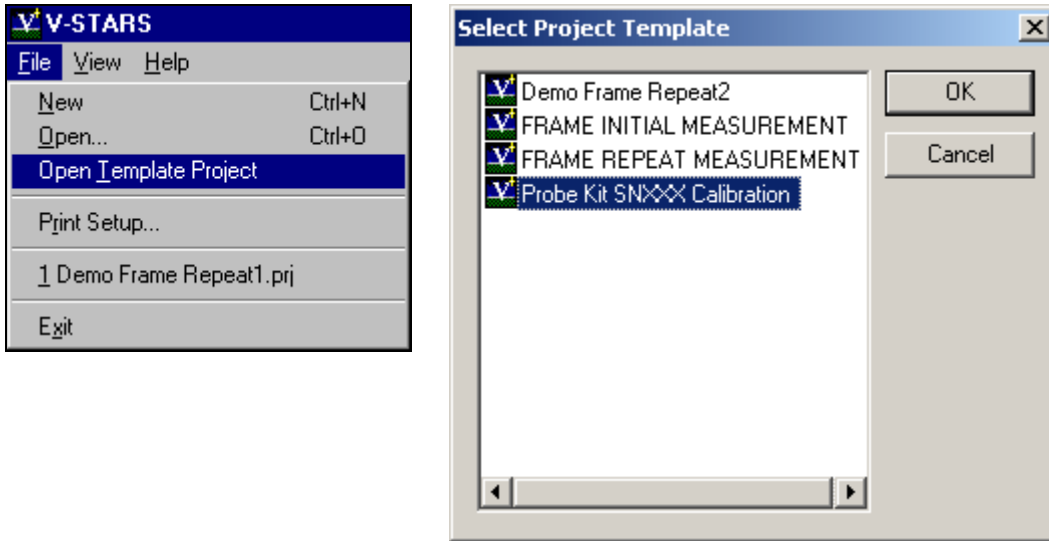 V-STARS
File View Help
New Ctrl+N
Open... Ctrl+O
Open Template Project
Print Setup...
1 Demo Frame Repeat1.prj
Exit
Select Project Template
Demo Frame Repeat2
FRAME INITIAL MEASUREMENT
FRAME REPEAT MEASUREMENT
Probe Kit SNXXX Calibration
OK
Cancel